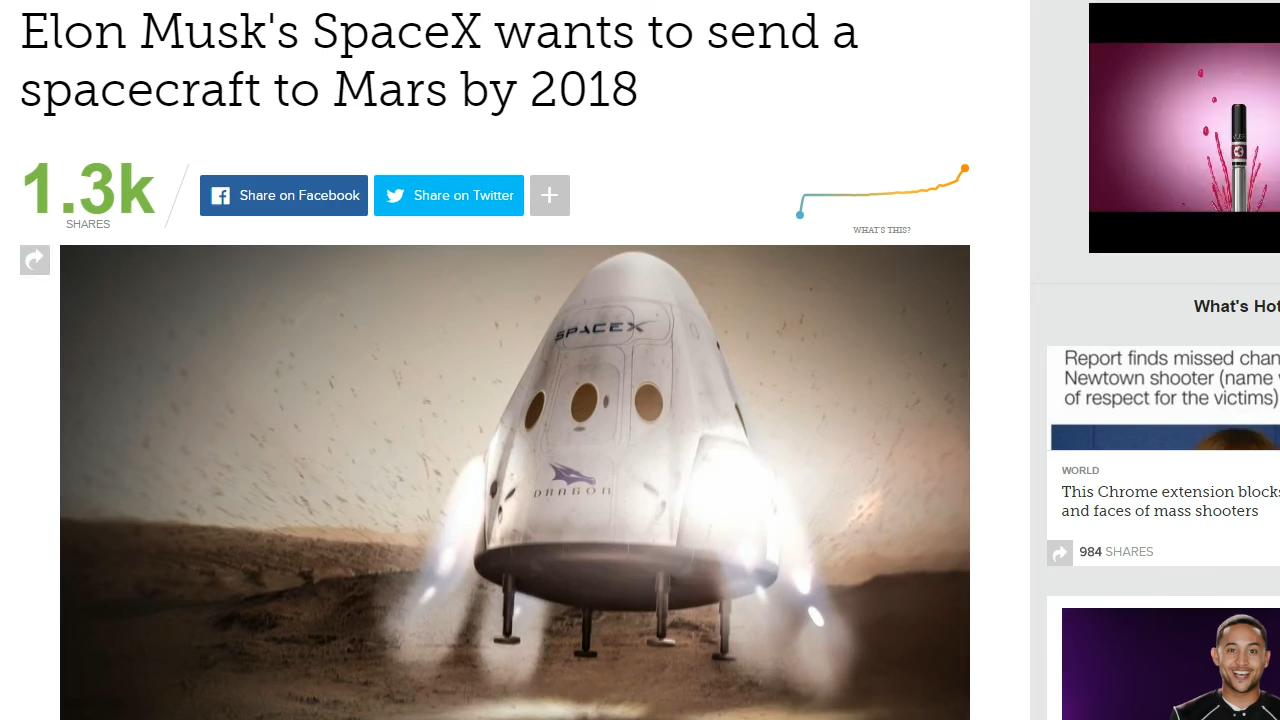 Elon Musk's SpaceX wants to send a
spacecraft to Mars by 2018
1.3k
SHARES
Share on Facebook
Share on Twitter
+
WHAT'S THIS?
SPACEX
DRAGON
What's Hot
Report finds missed chan
Newtown shooter (name
of respect for the victims)
WORLD
This Chrome extension blocks
and faces of mass shooters
984 SHARES